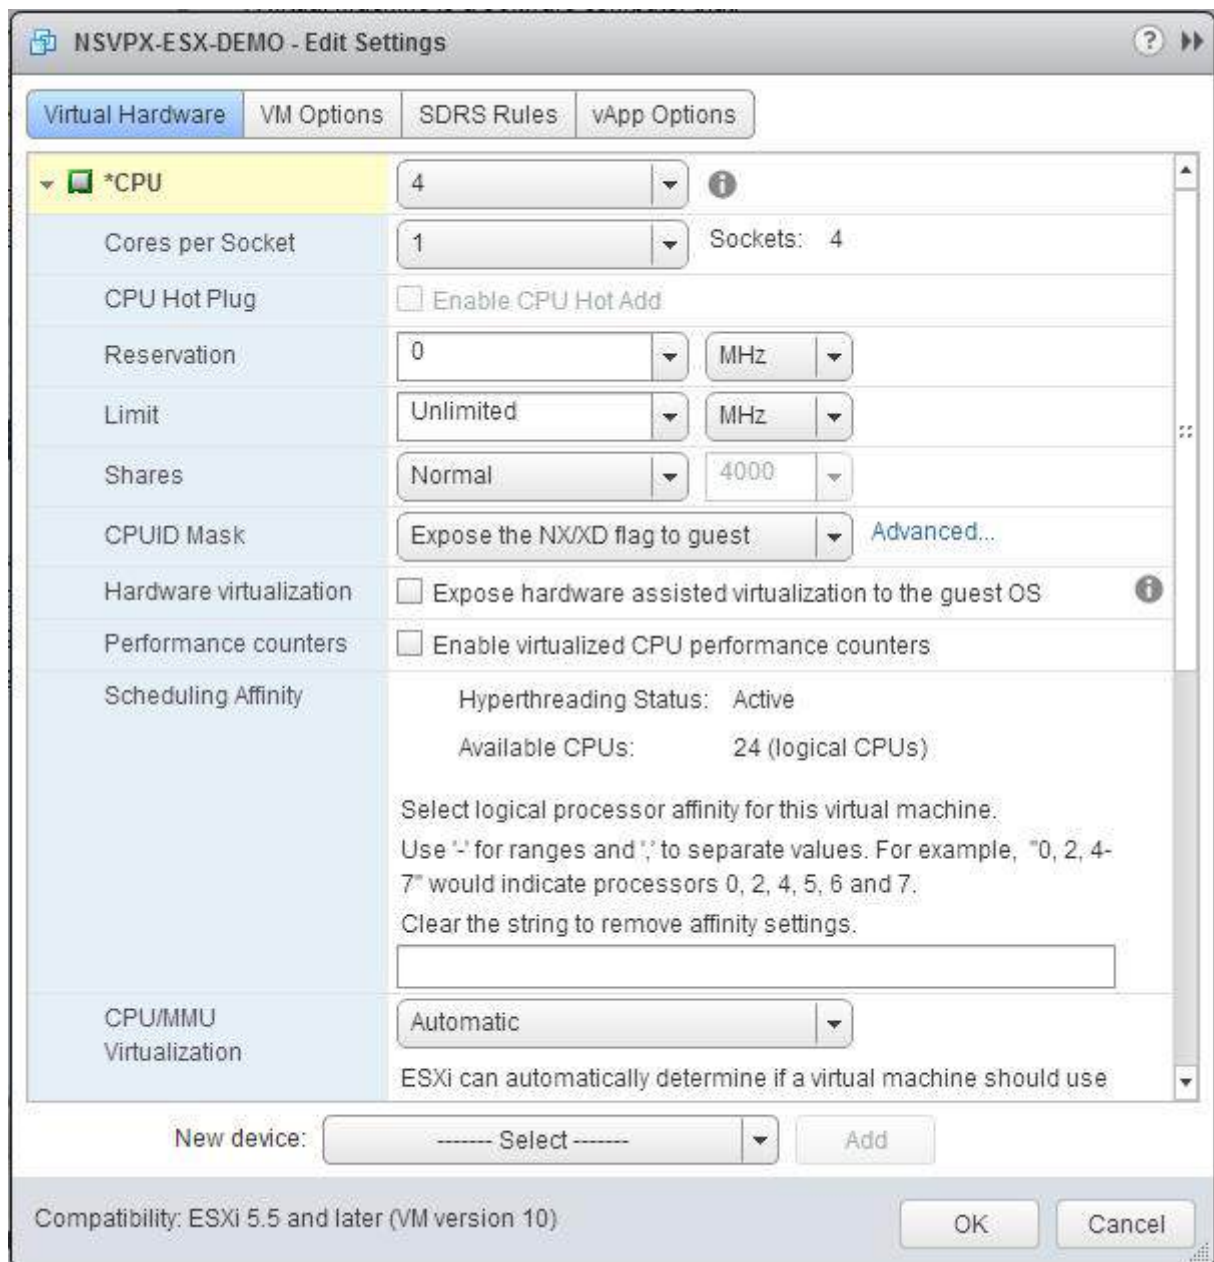 NSVPX-ESX-DEMO - Edit Settings
?
Virtual Hardware VM Options SDRS Rules vApp Options
*CPU 4
Cores per Socket 1 Sockets: 4
CPU Hot Plug Enable CPU Hot Add
Reservation 0 MHz
Limit Unlimited MHz
Shares Normal 4000
CPUID Mask Expose the NX/XD flag to guest Advanced...
Hardware virtualization Expose hardware assisted virtualization to the guest OS
Performance counters Enable virtualized CPU performance counters
Scheduling Affinity Hyperthreading Status: Active
Available CPUs: 24 (logical CPUs)
Select logical processor affinity for this virtual machine.
Use '-' for ranges and ',' to separate values. For example, "0, 2, 4-
7" would indicate processors 0, 2, 4, 5, 6 and 7.
Clear the string to remove affinity settings.
CPU/MMU
Virtualization
Automatic
ESXi can automatically determine if a virtual machine should use
New device: ------- Select ------- Add
Compatibility: ESXi 5.5 and later (VM version 10) OK Cancel